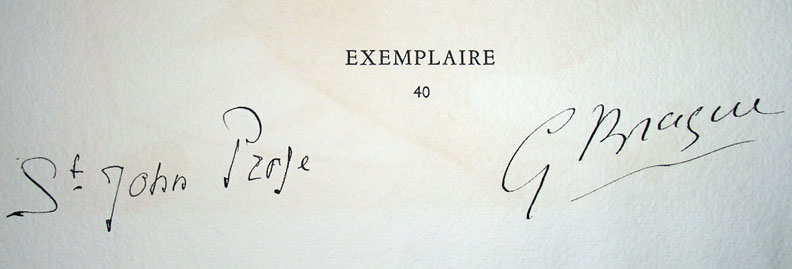 EXEMPLAIRE
40
St John Perse
G Braque